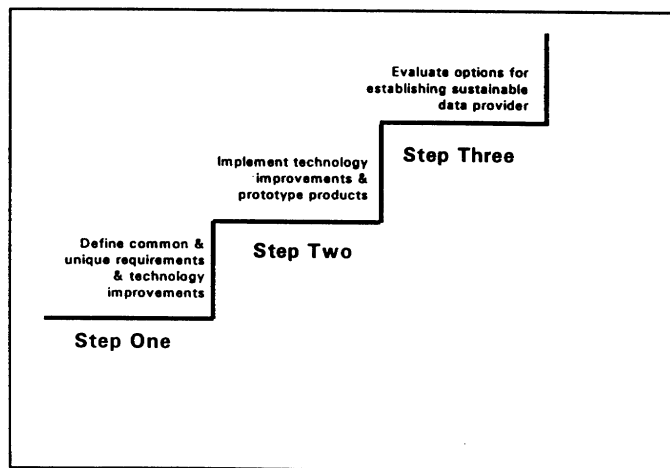 Evaluate options for
establishing sustainable
data provider
Step Three
Implement technology
improvements &
prototype products
Step Two
Define common &
unique requirements
& technology
improvements
Step One